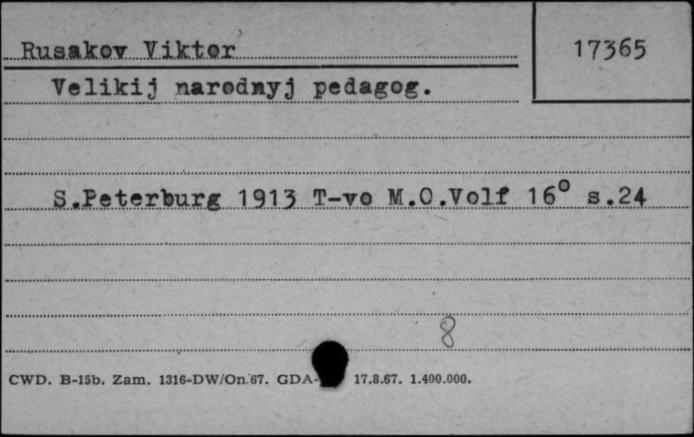 Rusakov Viktor
17365
Velikij narodnyj pedagog.
S.Peterburg 1913 T-vo M.O.Volf 16° s.24
8
CWD. B-15b. Zam. 1316-DW/On.67. GDA- 17.8.67. 1.400.000.